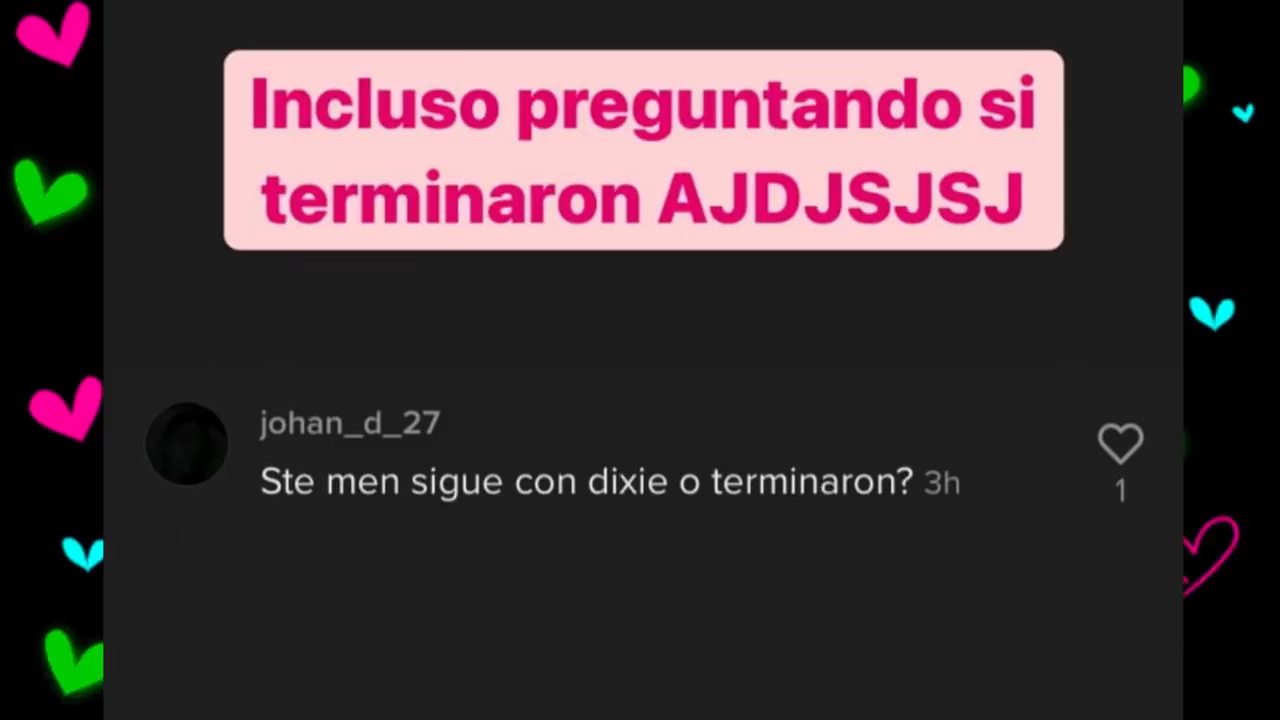 Incluso preguntando si
terminaron AJDJSJSJ
johan_d_27
Ste men sigue con dixie o terminaron? 3h
1